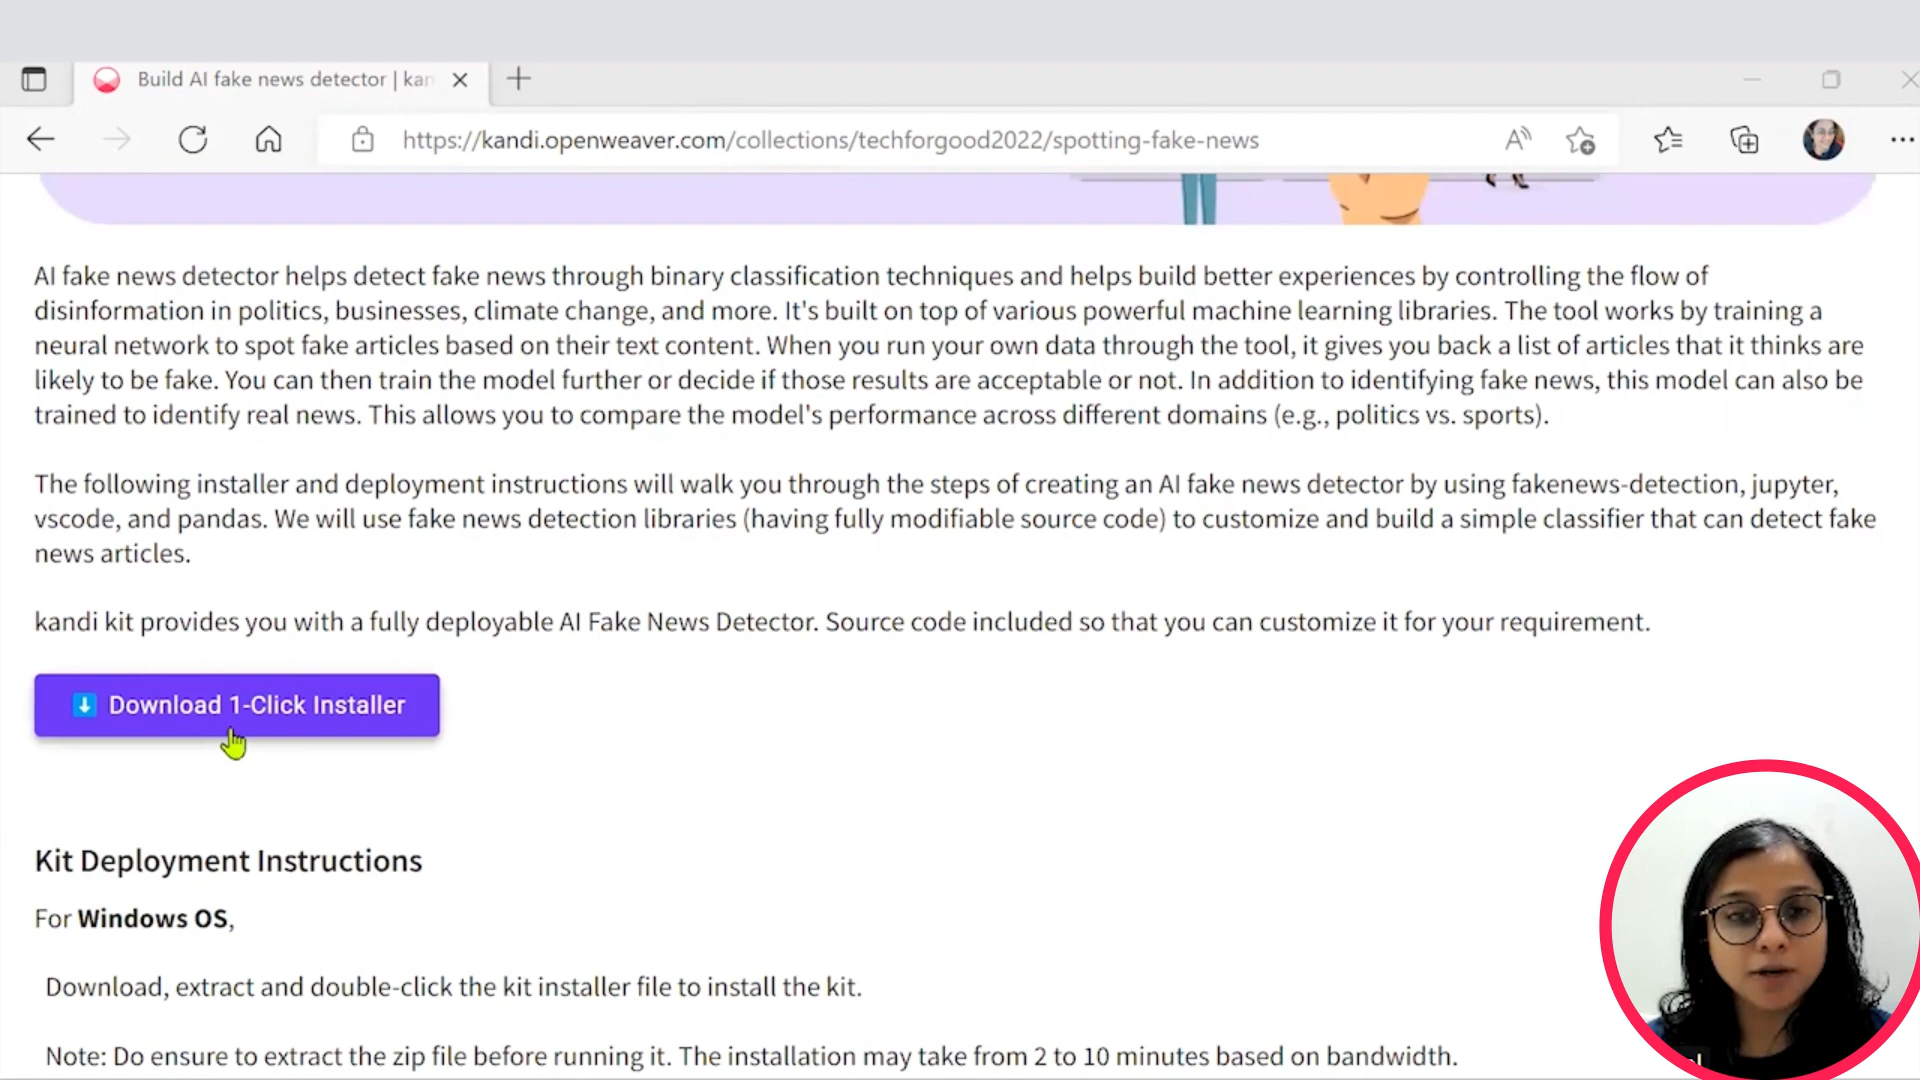 Build AI fake news detector | kan
https://kandi.openweaver.com/collections/techforgood2022/spotting-fake-news
AI fake news detector helps detect fake news through binary classification techniques and helps build better experiences by controlling the flow of
disinformation in politics, businesses, climate change, and more. It's built on top of various powerful machine learning libraries. The tool works by training a
neural network to spot fake articles based on their text content. When you run your own data through the tool, it gives you back a list of articles that it thinks are
likely to be fake. You can then train the model further or decide if those results are acceptable or not. In addition to identifying fake news, this model can also be
trained to identify real news. This allows you to compare the model's performance across different domains (e.g., politics vs. sports).
The following installer and deployment instructions will walk you through the steps of creating an AI fake news detector by using fakenews-detection, jupyter,
vscode, and pandas. We will use fake news detection libraries (having fully modifiable source code) to customize and build a simple classifier that can detect fake
news articles.
kandi kit provides you with a fully deployable AI Fake News Detector. Source code included so that you can customize it for your requirement.
Download 1-Click Installer
Kit Deployment Instructions
For Windows OS,
Download, extract and double-click the kit installer file to install the kit.
Note: Do ensure to extract the zip file before running it. The installation may take from 2 to 10 minutes based on bandwidth.